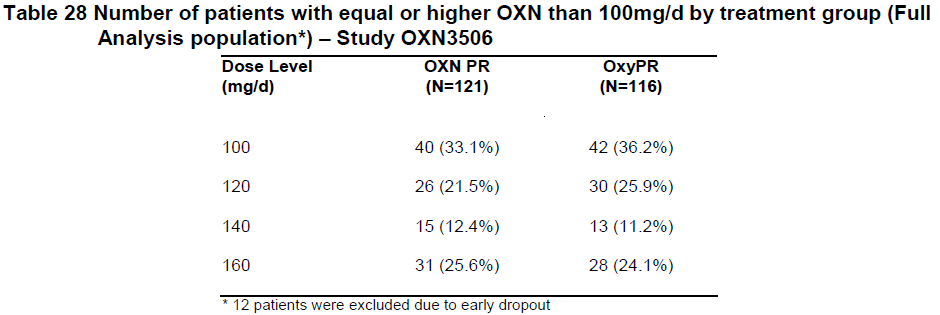 Table 28 Number of patients with equal or higher OXN than 100mg/d by treatment group (Full
Analysis population*) – Study OXN3506
Dose Level OXN PR OxyPR
(mg/d) (N=121) (N=116)
100 40 (33.1%) 42 (36.2%)
120 26 (21.5%) 30 (25.9%)
140 15 (12.4%) 13 (11.2%)
160 31 (25.6%) 28 (24.1%)
* 12 patients were excluded due to early dropout